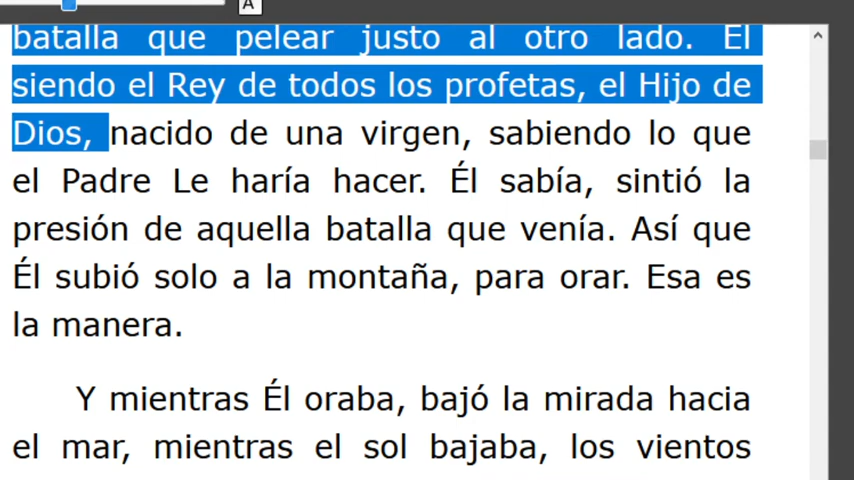 A
batalla que pelear justo al otro lado. Él
siendo el Rey de todos los profetas, el Hijo de
Dios, nacido de una virgen, sabiendo lo que
el Padre Le haría hacer. Él sabía, sintió la
presión de aquella batalla que venía. Así que
Él subió solo a la montaña, para orar. Esa es
la manera.
Y mientras Él oraba, bajó la mirada hacia
el mar, mientras el sol bajaba, los vientos